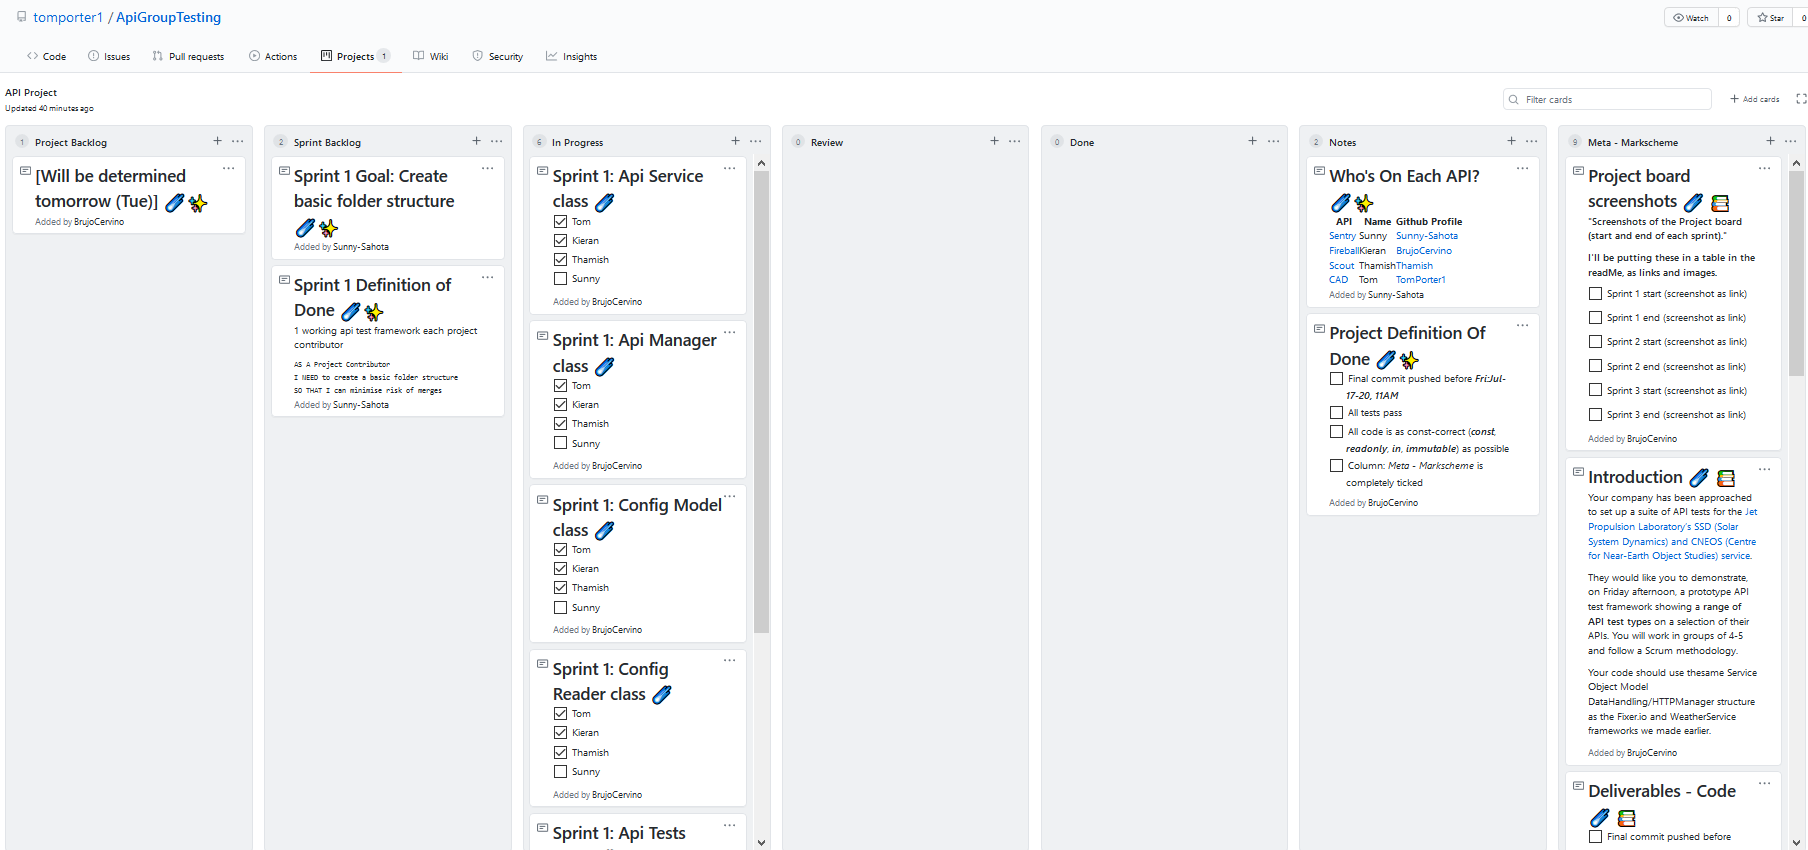 tomporter1 / ApiGroupTesting
Watch 0
Star 0
Code
Issues
Pull requests
Actions
Projects 1
Wiki
Security
Insights
API Project
Updated 40 minutes ago
Filter cards
+ Add cards
1 Project Backlog
[Will be determined
tomorrow (Tue)]
Added by BrujoCervino
2 Sprint Backlog
Sprint 1 Goal: Create
basic folder structure
Added by Sunny-Sahota
Sprint 1 Definition of
Done
1 working api test framework each project
contributor
AS A Project Contributor
I NEED to create a basic folder structure
SO THAT I can minimise risk of merges
Added by Sunny-Sahota
6 In Progress
Sprint 1: Api Service
class
Tom
Kieran
Thamish
Sunny
Added by BrujoCervino
Sprint 1: Api Manager
class
Tom
Kieran
Thamish
Sunny
Added by BrujoCervino
Sprint 1: Config Model
class
Tom
Kieran
Thamish
Sunny
Added by BrujoCervino
Sprint 1: Config
Reader class
Tom
Kieran
Thamish
Sunny
Added by BrujoCervino
Sprint 1: Api Tests
0 Review
0 Done
2 Notes
Who's On Each API?
API Name Github Profile
Sentry Sunny Sunny-Sahota
Fireball Kieran BrujoCervino
Scout Thamish Thamish
CAD Tom TomPorter1
Added by Sunny-Sahota
Project Definition Of
Done
Final commit pushed before Fri:Jul-
17-20, 11AM
All tests pass
All code is as const-correct (const,
readonly, in, immutable) as possible
Column: Meta - Markscheme is
completely ticked
Added by BrujoCervino
9 Meta - Markscheme
Project board
screenshots
"Screenshots of the Project board
(start and end of each sprint)."
I'll be putting these in a table in the
readMe, as links and images.
Sprint 1 start (screenshot as link)
Sprint 1 end (screenshot as link)
Sprint 2 start (screenshot as link)
Sprint 2 end (screenshot as link)
Sprint 3 start (screenshot as link)
Sprint 3 end (screenshot as link)
Added by BrujoCervino
Introduction
Your company has been approached
to set up a suite of API tests for the Jet
Propulsion Laboratory's SSD (Solar
System Dynamics) and CNEOS (Centre
for Near-Earth Object Studies) service.
They would like you to demonstrate,
on Friday afternoon, a prototype API
test framework showing a range of
API test types on a selection of their
APIs. You will work in groups of 4-5
and follow a Scrum methodology.
Your code should use thesame Service
Object Model
DataHandling/HTTPManager structure
as the Fixer.io and WeatherService
frameworks we made earlier.
Added by BrujoCervino
Deliverables - Code
Final commit pushed before